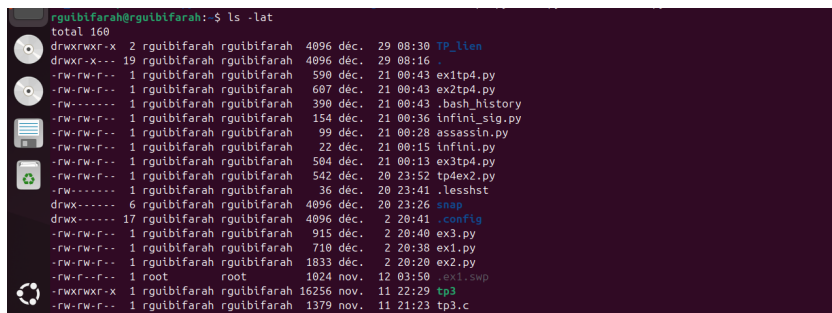 rguibifarah@rguibifarah:~$ ls -lat
total 160
drwxrwxr-x  2 rguibifarah rguibifarah  4096 déc.  29 08:30 TP_lien
drwxr-x--- 19 rguibifarah rguibifarah  4096 déc.  29 08:16 .
-rw-rw-r--  1 rguibifarah rguibifarah   590 déc.  21 00:43 ex1tp4.py
-rw-rw-r--  1 rguibifarah rguibifarah   607 déc.  21 00:43 ex2tp4.py
-rw-------  1 rguibifarah rguibifarah   390 déc.  21 00:43 .bash_history
-rw-rw-r--  1 rguibifarah rguibifarah   154 déc.  21 00:36 infini_sig.py
-rw-rw-r--  1 rguibifarah rguibifarah    99 déc.  21 00:28 assassin.py
-rw-rw-r--  1 rguibifarah rguibifarah    22 déc.  21 00:15 infini.py
-rw-rw-r--  1 rguibifarah rguibifarah   504 déc.  21 00:13 ex3tp4.py
-rw-rw-r--  1 rguibifarah rguibifarah   542 déc.  20 23:52 tp4ex2.py
-rw-------  1 rguibifarah rguibifarah    36 déc.  20 23:41 .lesshst
drwx------  6 rguibifarah rguibifarah  4096 déc.  20 23:26 snap
drwx------ 17 rguibifarah rguibifarah  4096 déc.   2 20:41 .config
-rw-rw-r--  1 rguibifarah rguibifarah   915 déc.   2 20:40 ex3.py
-rw-rw-r--  1 rguibifarah rguibifarah   710 déc.   2 20:38 ex1.py
-rw-rw-r--  1 rguibifarah rguibifarah  1833 déc.   2 20:20 ex2.py
-rw-r--r--  1 root        root         1024 nov.  12 03:50 .ex1.swp
-rwxrwxr-x  1 rguibifarah rguibifarah 16256 nov.  11 22:29 tp3
-rw-rw-r--  1 rguibifarah rguibifarah  1379 nov.  11 21:23 tp3.c